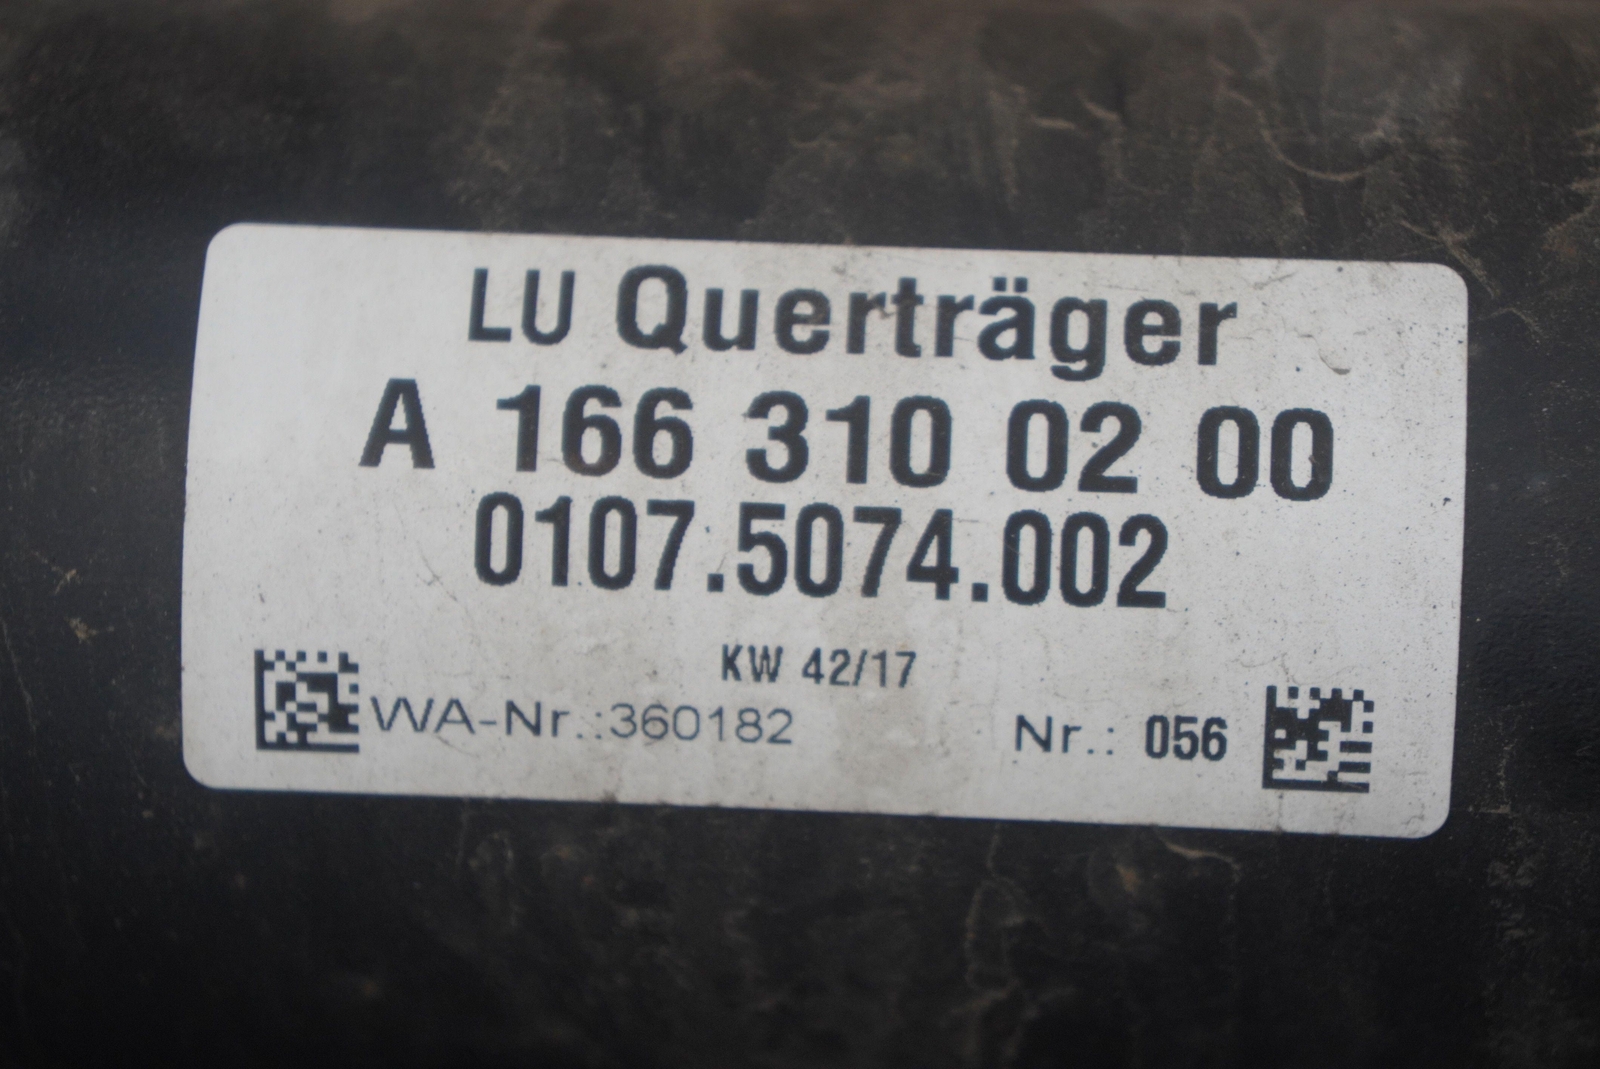 LU Querträger
A 166 310 02 00
0107.5074.002
KW 42/17
WA-Nr.:360182
Nr.: 056